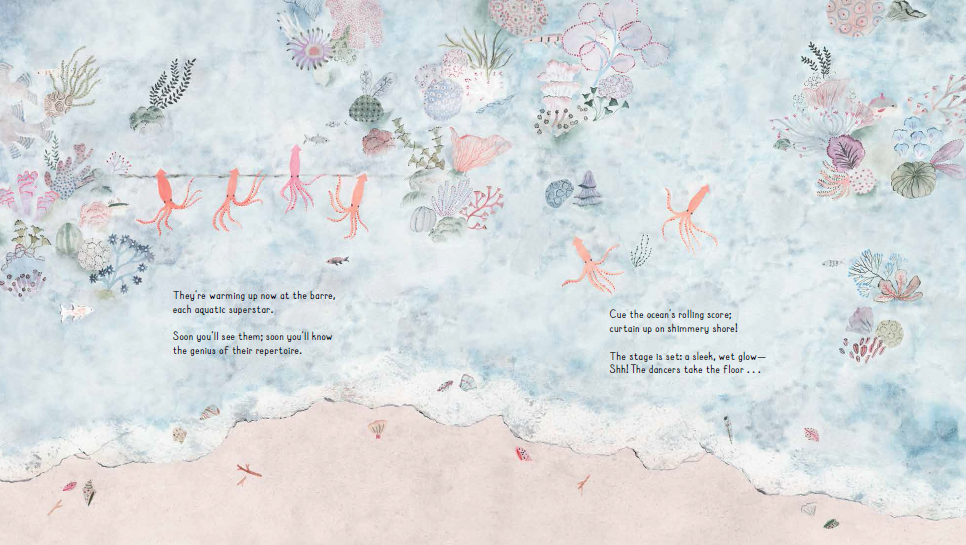 They're warming up now at the barre,
each aquatic superstar.
Soon you'll see them; soon you'll know
the genius of their repertoire.
Cue the ocean's rolling score;
curtain up on shimmery shore!
The stage is set: a sleek, wet glow—
Shh! The dancers take the floor . . .